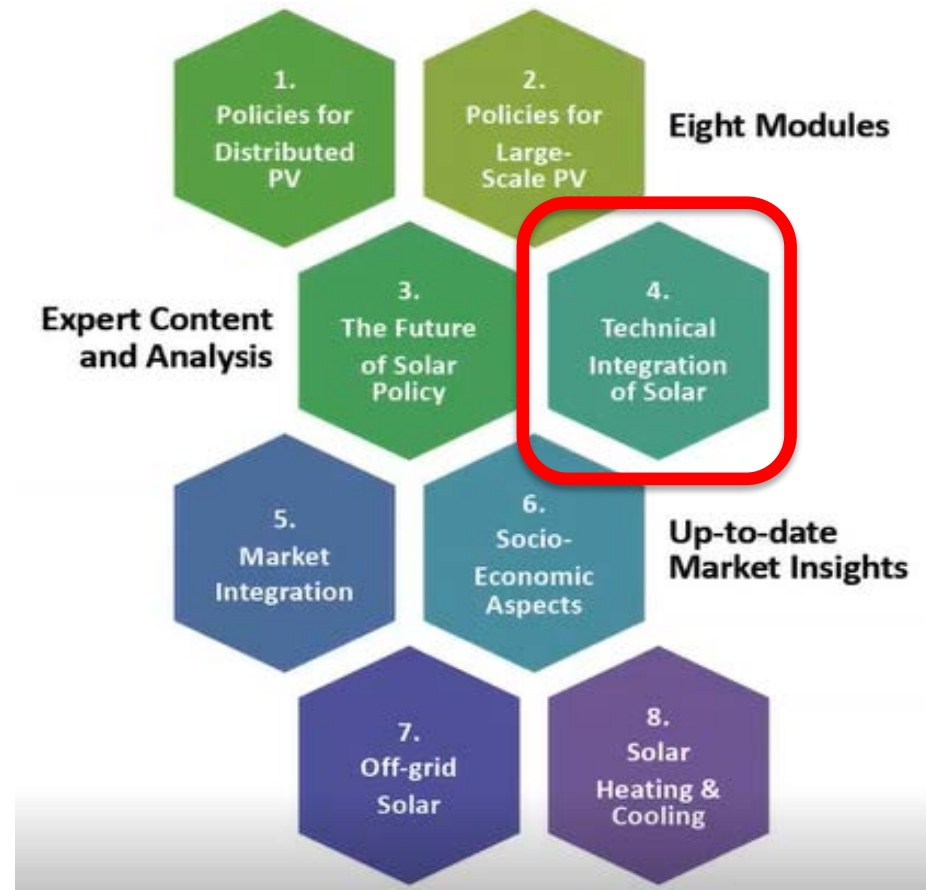 1.
Policies for
Distributed
PV
2.
Policies for
Large-
Scale PV
Eight Modules
Expert Content
and Analysis
3.
The Future
of Solar
Policy
4.
Technical
Integration
of Solar
5.
Market
Integration
6.
Socio-
Economic
Aspects
Up-to-date
Market Insights
7.
Off-grid
Solar
8.
Solar
Heating &
Cooling